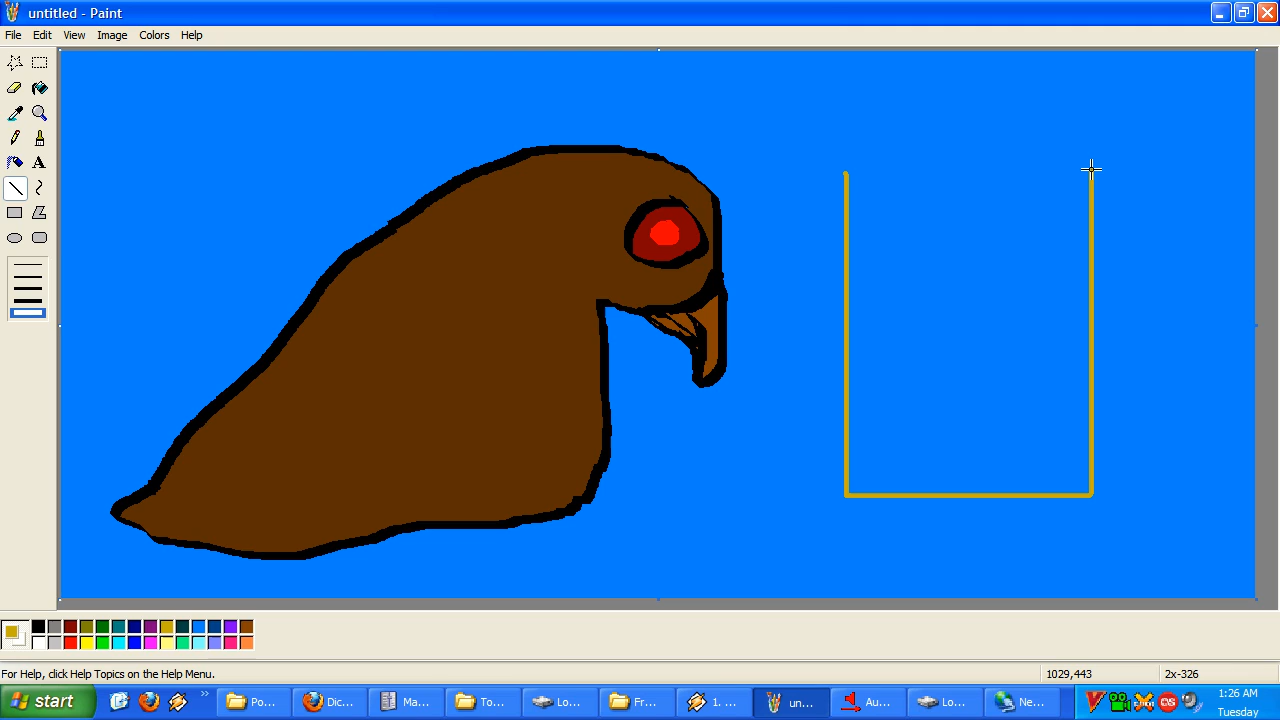 untitled - Paint
File Edit View Image Colors Help
A
For Help, click Help Topics on the Help Menu.
1029,443
2x-326
start
»
Po...
Dic...
Ma...
To...
Lo...
Fr...
1. ...
un...
Au...
Lo...
Ne...
1:26 AM
Tuesday